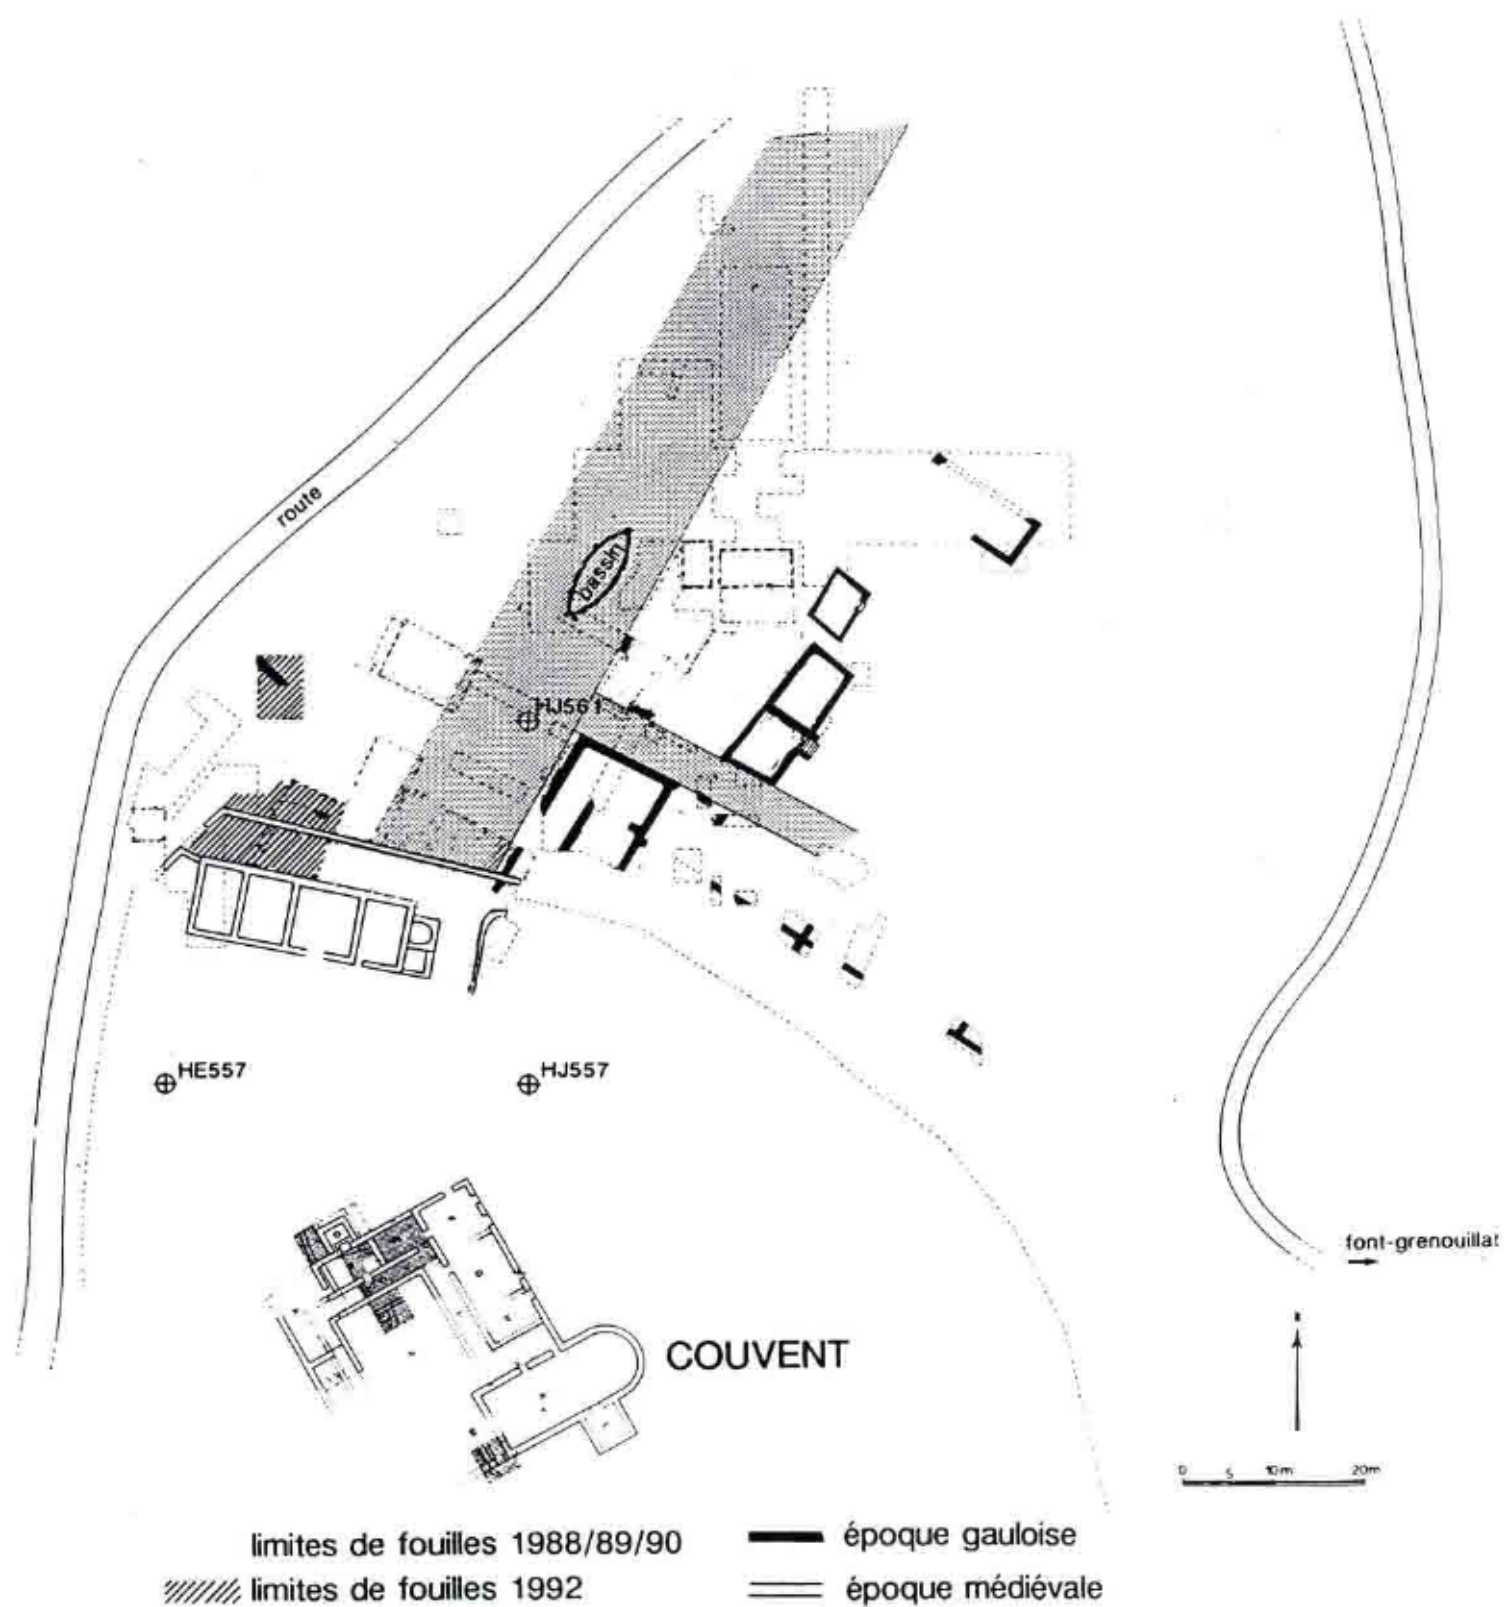 route
bassin
HJ561
HE557
HJ557
font-grenouillat
COUVENT
0 5 10m 20m
limites de fouilles 1988/89/90
limites de fouilles 1992
époque gauloise
époque médiévale